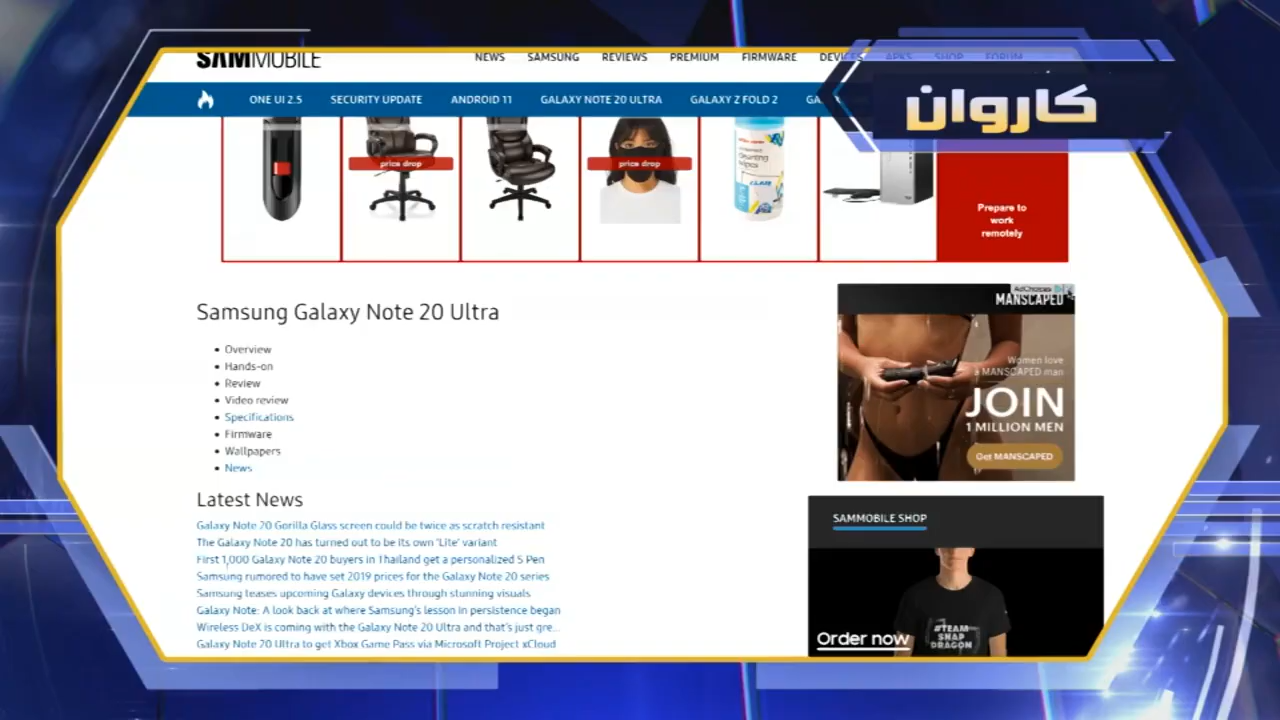 SAMMOBILE
NEWS SAMSUNG REVIEWS PREMIUM FIRMWARE DEVICES APKS SHOP FORUM
كاروان
ONE UI 2.5 SECURITY UPDATE ANDROID 11 GALAXY NOTE 20 ULTRA GALAXY Z FOLD 2
price drop
price drop
Prepare to
work
remotely
Samsung Galaxy Note 20 Ultra
Overview
Hands-on
Review
Video review
Specifications
Firmware
Wallpapers
News
Latest News
Galaxy Note 20 Gorilla Glass screen could be twice as scratch resistant
The Galaxy Note 20 has turned out to be its own 'Lite' variant
First 1,000 Galaxy Note 20 buyers in Thailand get a personalized S Pen
Samsung rumored to have set 2019 prices for the Galaxy Note 20 series
Samsung teases upcoming Galaxy devices through stunning visuals
Galaxy Note: A look back at where Samsung's lesson in persistence began
Wireless DeX is coming with the Galaxy Note 20 Ultra and that's just gre...
Galaxy Note 20 Ultra to get Xbox Game Pass via Microsoft Project xCloud
AdChoices
MANSCAPED
Women love
a MANSCAPED man
JOIN
1 MILLION MEN
Get MANSCAPED
SAMMOBILE SHOP
#TEAM
SNAP
DRAGON
Order now